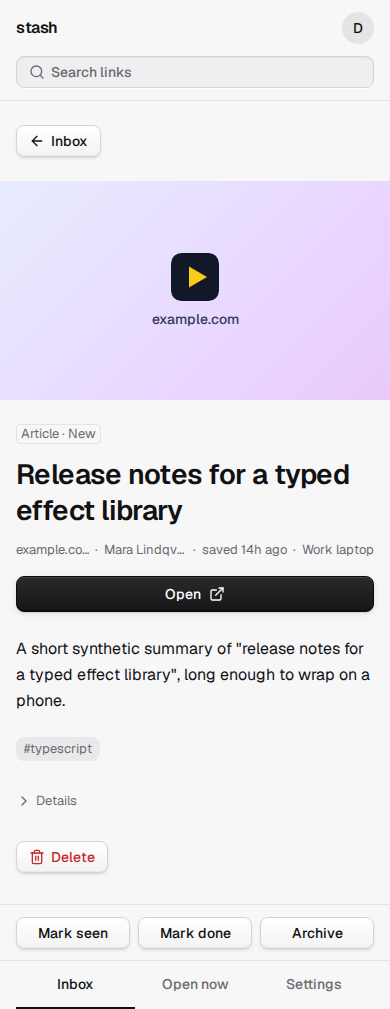 stash
D
Search links
Inbox
example.com
Article · New
Release notes for a typed
effect library
example.co… · Mara Lindqv… · saved 14h ago · Work laptop
Open
A short synthetic summary of "release notes for
a typed effect library", long enough to wrap on a
phone.
#typescript
Details
Delete
Mark seen Mark done Archive
Inbox Open now Settings